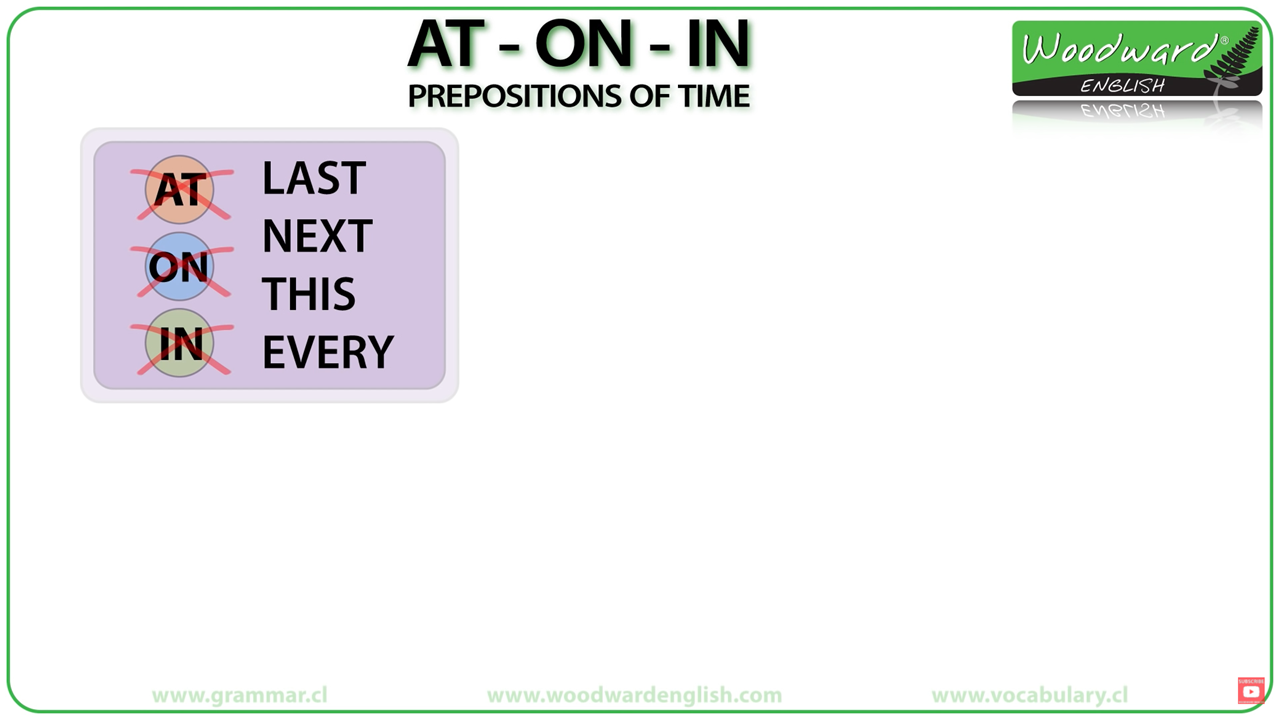 AT - ON - IN
PREPOSITIONS OF TIME
Woodward®
ENGLISH
AT
ON
IN
LAST
NEXT
THIS
EVERY
www.grammar.cl
www.woodwardenglish.com
www.vocabulary.cl
SUBSCRIBE